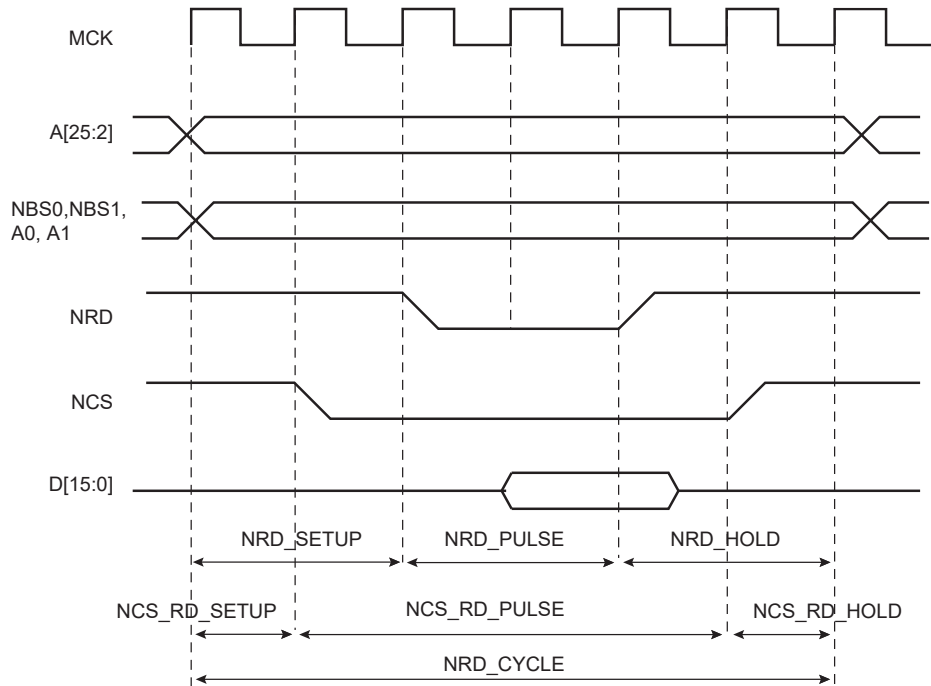 MCK
A[25:2]
NBS0,NBS1,
A0, A1
NRD
NCS
D[15:0]
NRD_SETUP NRD_PULSE NRD_HOLD
NCS_RD_SETUP NCS_RD_PULSE NCS_RD_HOLD
NRD_CYCLE